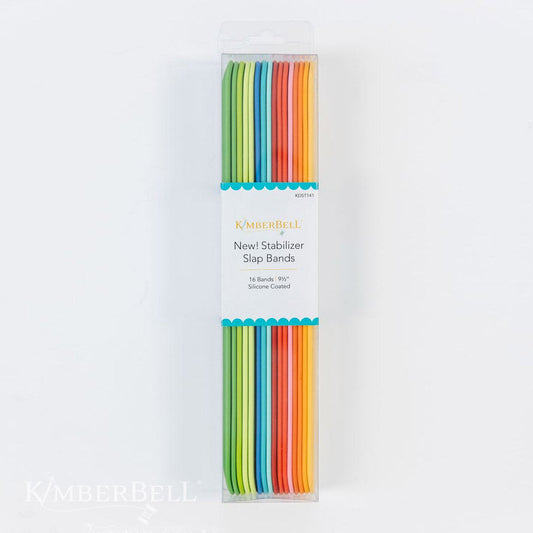 KDST141
KIMBERBELL
New! Stabilizer
Slap Bands
16 Bands | 9½"
Silicone Coated
KIMBERBELL